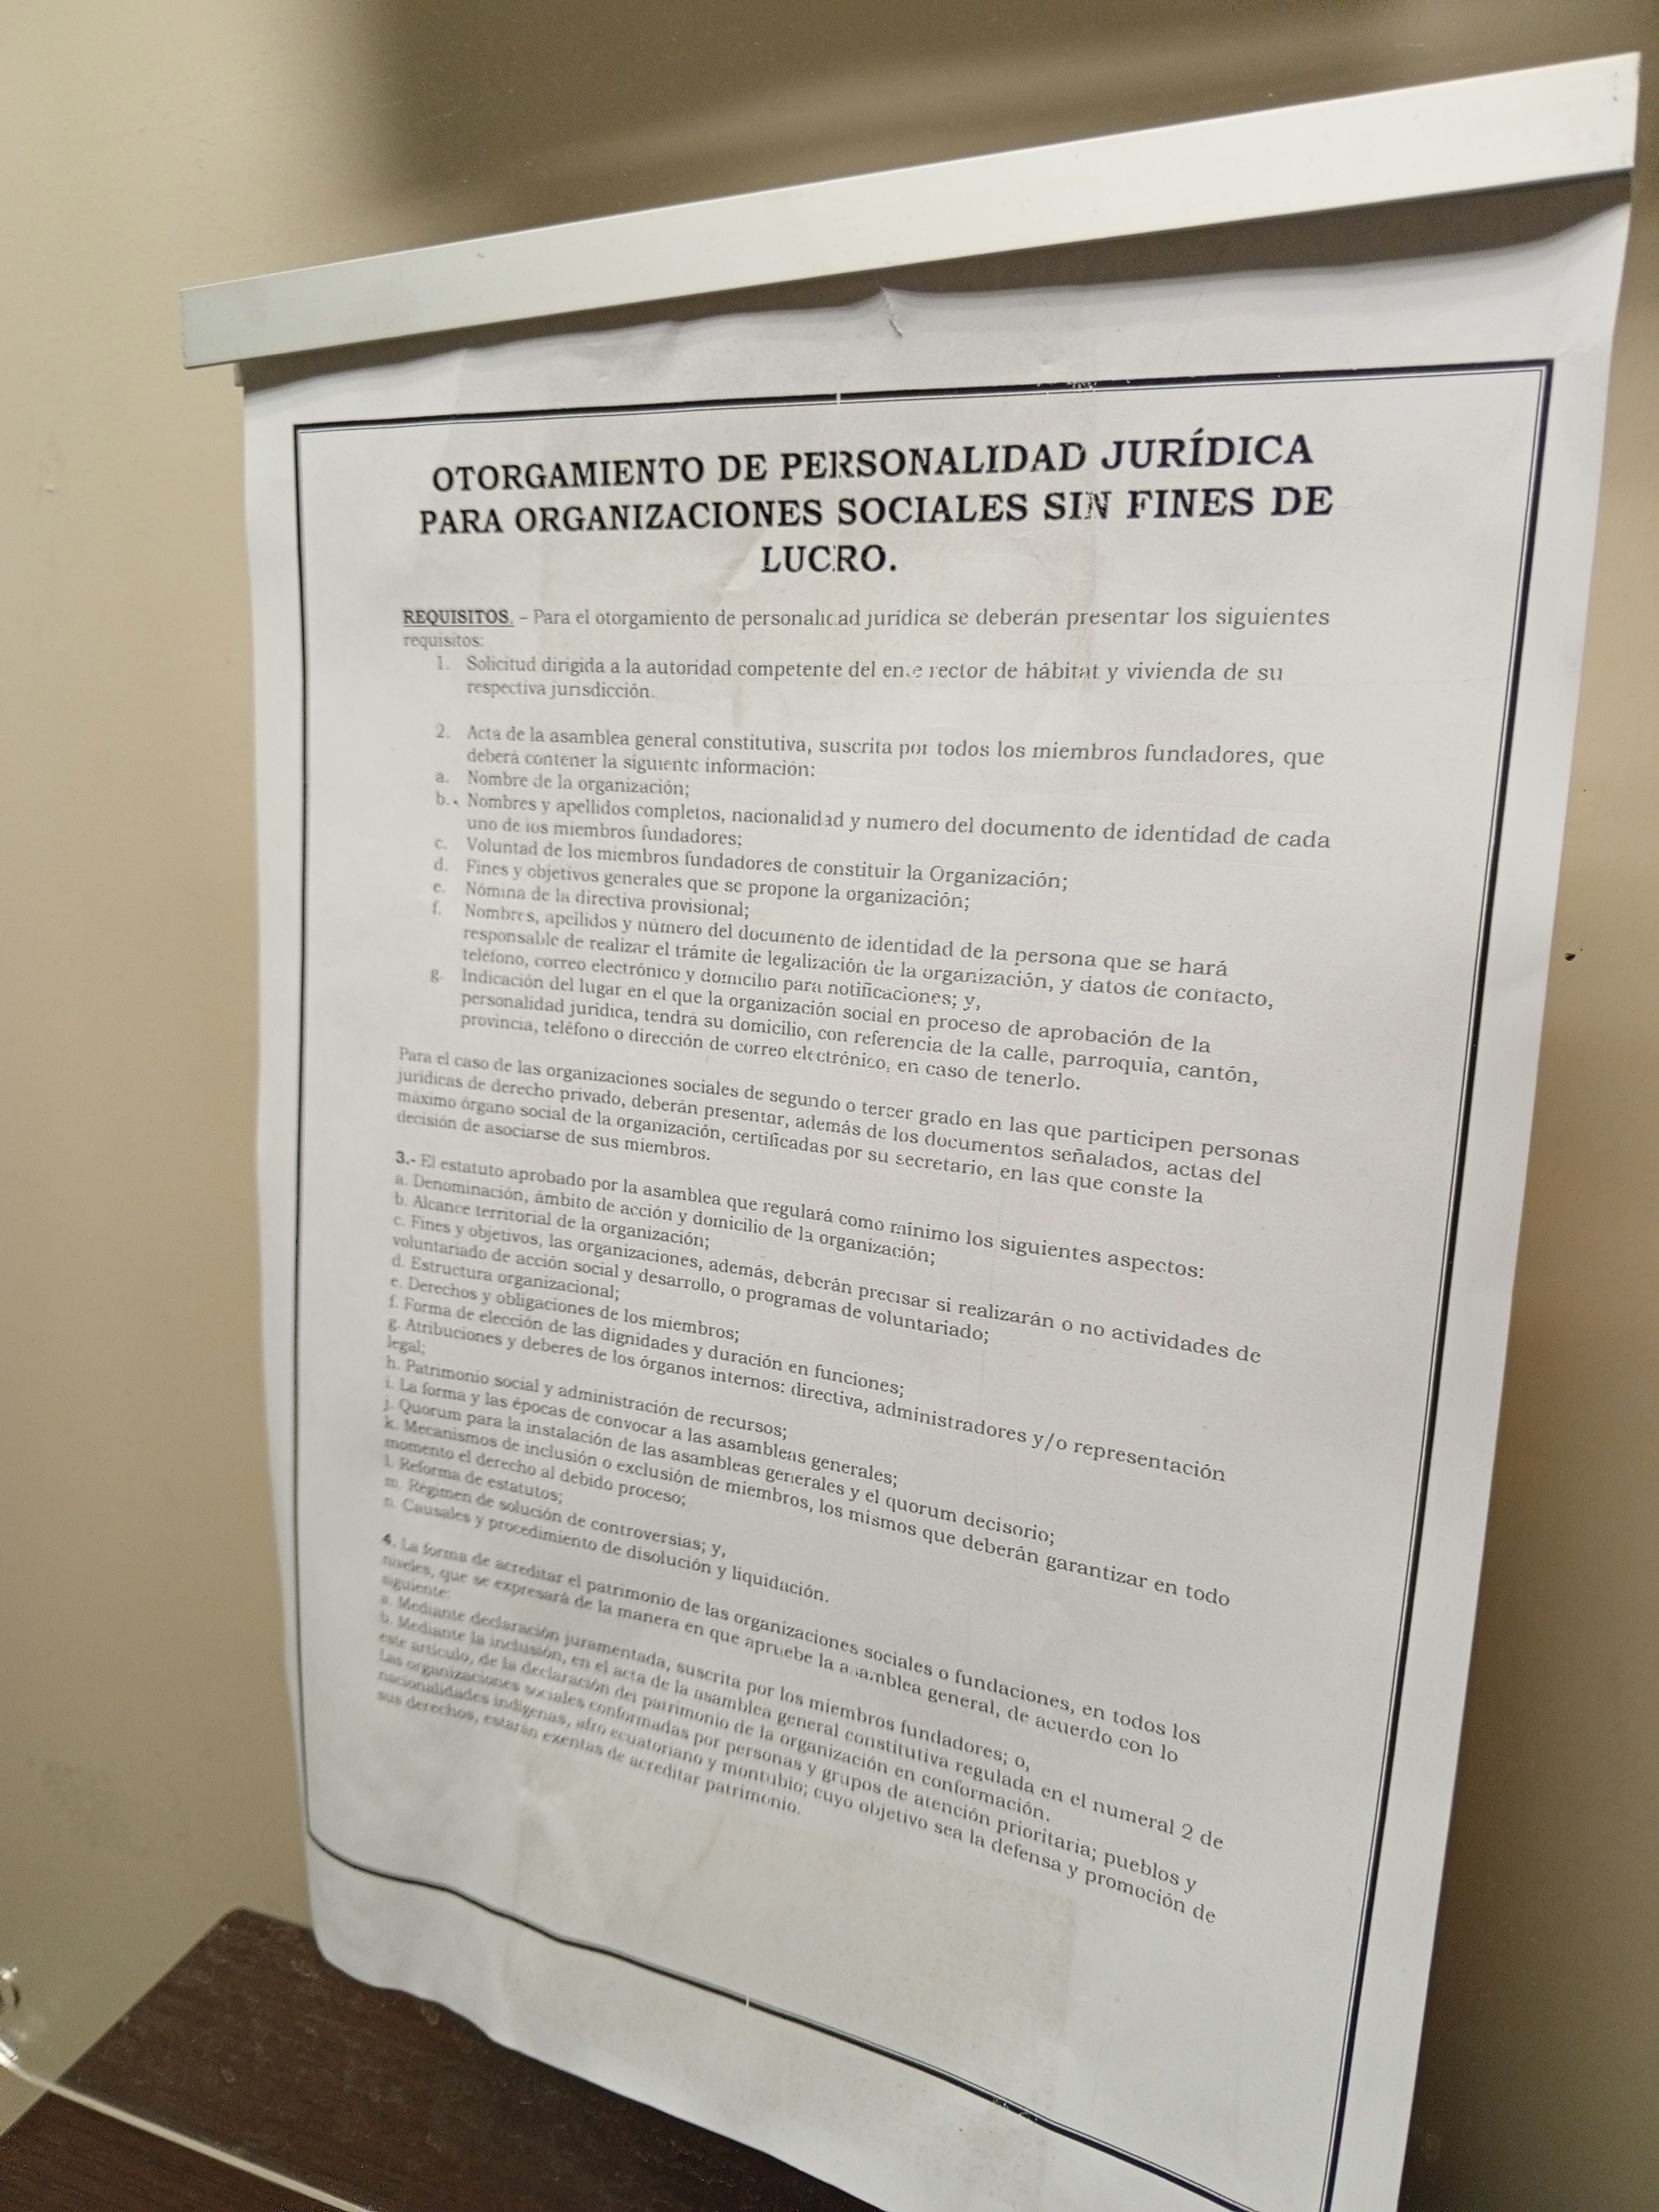 OTORGAMIENTO DE PERSONALIDAD JURÍDICA
PARA ORGANIZACIONES SOCIALES SIN FINES DE
LUCRO.
REQUISITOS. – Para el otorgamiento de personalidad jurídica se deberán presentar los siguientes
requisitos:
1. Solicitud dirigida a la autoridad competente del ente rector de hábitat y vivienda de su
respectiva jurisdicción.
2. Acta de la asamblea general constitutiva, suscrita por todos los miembros fundadores, que
deberá contener la siguiente información:
a. Nombre de la organización;
b. Nombres y apellidos completos, nacionalidad y numero del documento de identidad de cada
uno de los miembros fundadores;
c. Voluntad de los miembros fundadores de constituir la Organización;
d. Fines y objetivos generales que se propone la organización;
e. Nómina de la directiva provisional;
f. Nombres, apellidos y número del documento de identidad de la persona que se hará
responsable de realizar el trámite de legalización de la organización, y datos de contacto,
teléfono, correo electrónico y domicilio para notificaciones; y,
g. Indicación del lugar en el que la organización social en proceso de aprobación de la
personalidad jurídica, tendrá su domicilio, con referencia de la calle, parroquia, cantón,
provincia, teléfono o dirección de correo electrónico, en caso de tenerlo.
Para el caso de las organizaciones sociales de segundo o tercer grado en las que participen personas
jurídicas de derecho privado, deberán presentar, además de los documentos señalados, actas del
máximo órgano social de la organización, certificadas por su secretario, en las que conste la
decisión de asociarse de sus miembros.
3.- El estatuto aprobado por la asamblea que regulará como mínimo los siguientes aspectos:
a. Denominación, ámbito de acción y domicilio de la organización;
b. Alcance territorial de la organización;
c. Fines y objetivos, las organizaciones, además, deberán precisar si realizarán o no actividades de
voluntariado de acción social y desarrollo, o programas de voluntariado;
d. Estructura organizacional;
e. Derechos y obligaciones de los miembros;
f. Forma de elección de las dignidades y duración en funciones;
g. Atribuciones y deberes de los órganos internos: directiva, administradores y/o representación
legal;
h. Patrimonio social y administración de recursos;
i. La forma y las épocas de convocar a las asambleas generales;
j. Quorum para la instalación de las asambleas generales y el quorum decisorio;
k. Mecanismos de inclusión o exclusión de miembros, los mismos que deberán garantizar en todo
momento el derecho al debido proceso;
l. Reforma de estatutos;
m. Régimen de solución de controversias; y,
n. Causales y procedimiento de disolución y liquidación.
4. La forma de acreditar el patrimonio de las organizaciones sociales o fundaciones, en todos los
niveles, que se expresará de la manera en que apruebe la asamblea general, de acuerdo con lo
siguiente:
a. Mediante declaración juramentada, suscrita por los miembros fundadores; o,
b. Mediante la inclusión, en el acta de la asamblea general constitutiva regulada en el numeral 2 de
este artículo, de la declaración del patrimonio de la organización en conformación.
Las organizaciones sociales conformadas por personas y grupos de atención prioritaria; pueblos y
nacionalidades indígenas, afro ecuatoriano y montubio; cuyo objetivo sea la defensa y promoción de
sus derechos, estarán exentas de acreditar patrimonio.